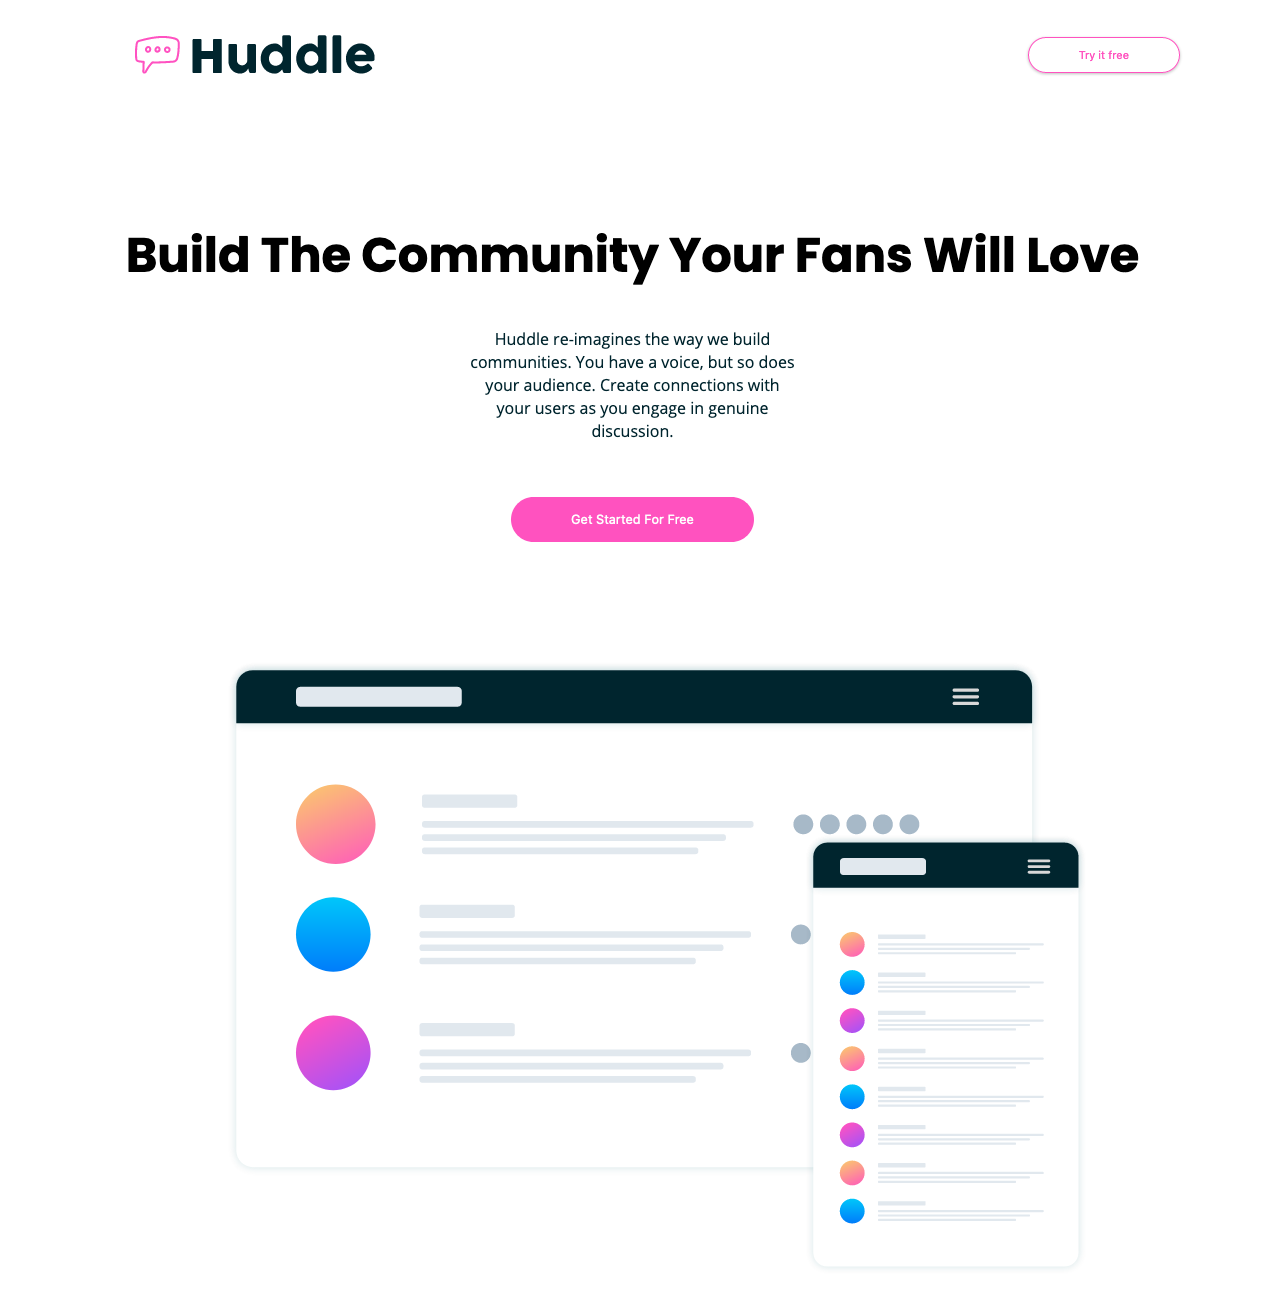 Huddle
Try it free
Build The Community Your Fans Will Love
Huddle re-imagines the way we build
communities. You have a voice, but so does
your audience. Create connections with
your users as you engage in genuine
discussion.
Get Started For Free